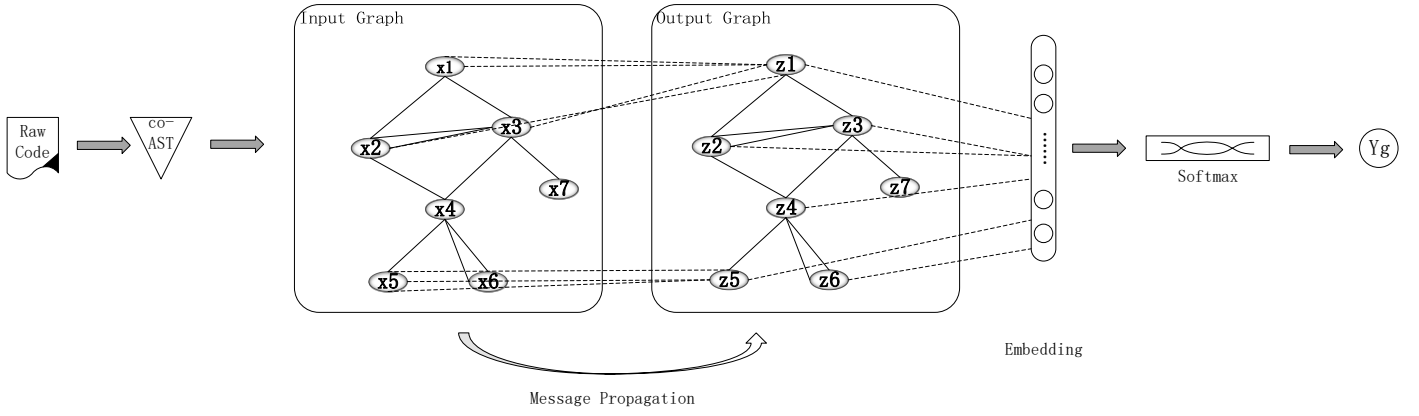 Input Graph
Output Graph
Raw
Code
co-
AST
x1
x2
x3
x4
x5
x6
x7
z1
z2
z3
z4
z5
z6
z7
Softmax
Yg
Embedding
Message Propagation